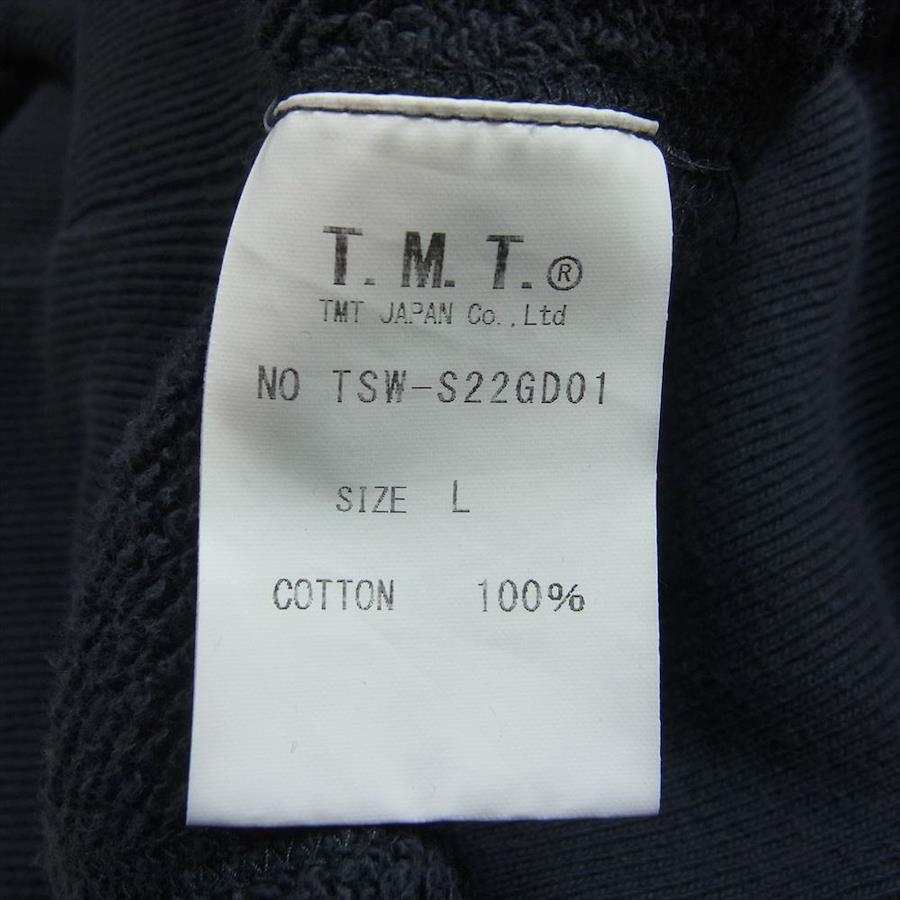 T.M.T.®
TMT JAPAN Co.,Ltd
NO TSW-S22GD01
SIZE L
COTTON 100%